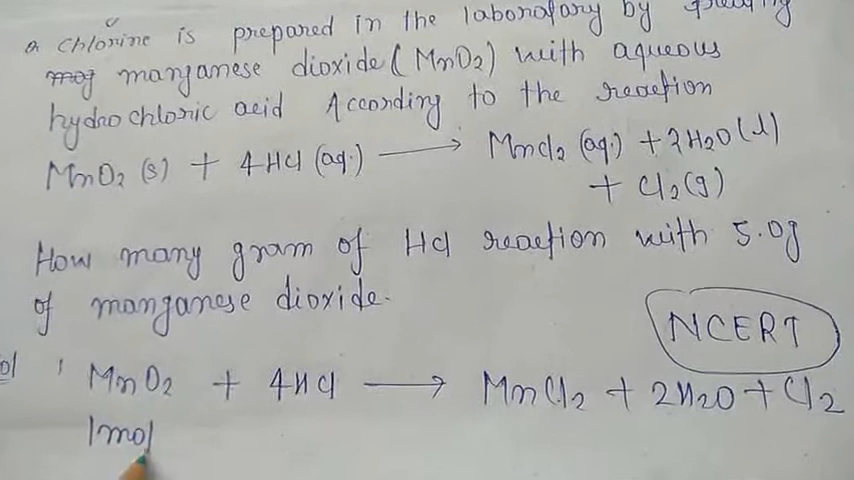 Q Chlorine is prepared in the laboratory by
manganese dioxide (MnO2) with aqueous
hydrochloric acid According to the reaction
MnO2 (s) + 4HCl (aq.) → MnCl2 (aq.) + 2H2O (l)
+ Cl2 (g)
How many gram of HCl reaction with 5.0g
of manganese dioxide.
NCERT
MnO2 + 4HCl → MnCl2 + 2H2O + Cl2
1mol